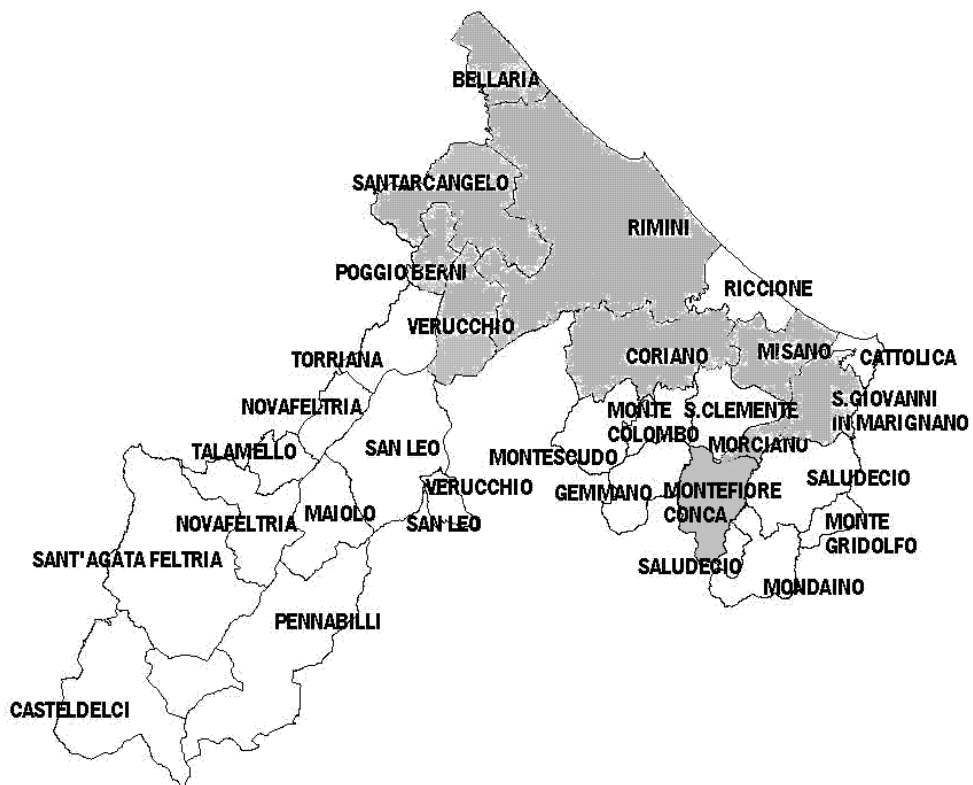 BELLARIA
SANTARCANGELO
RIMINI
POGGIO BERNI
RICCIONE
VERUCCHIO
CORIANO
MISANO
CATTOLICA
TORRIANA
NOVAFELTRIA
S.GIOVANNI
IN MARIGNANO
MONTE
COLOMBO
S.CLEMENTE
MORCIANO
TALAMELLO
SAN LEO
MONTESCUDO
SALUDECIO
VERUCCHIO
GEMMANO
MONTEFIORE
CONCA
NOVAFELTRIA
MAIOLO
SAN LEO
MONTE
GRIDOLFO
SANT'AGATA FELTRIA
SALUDECIO
MONDAINO
PENNABILLI
CASTELDELCI